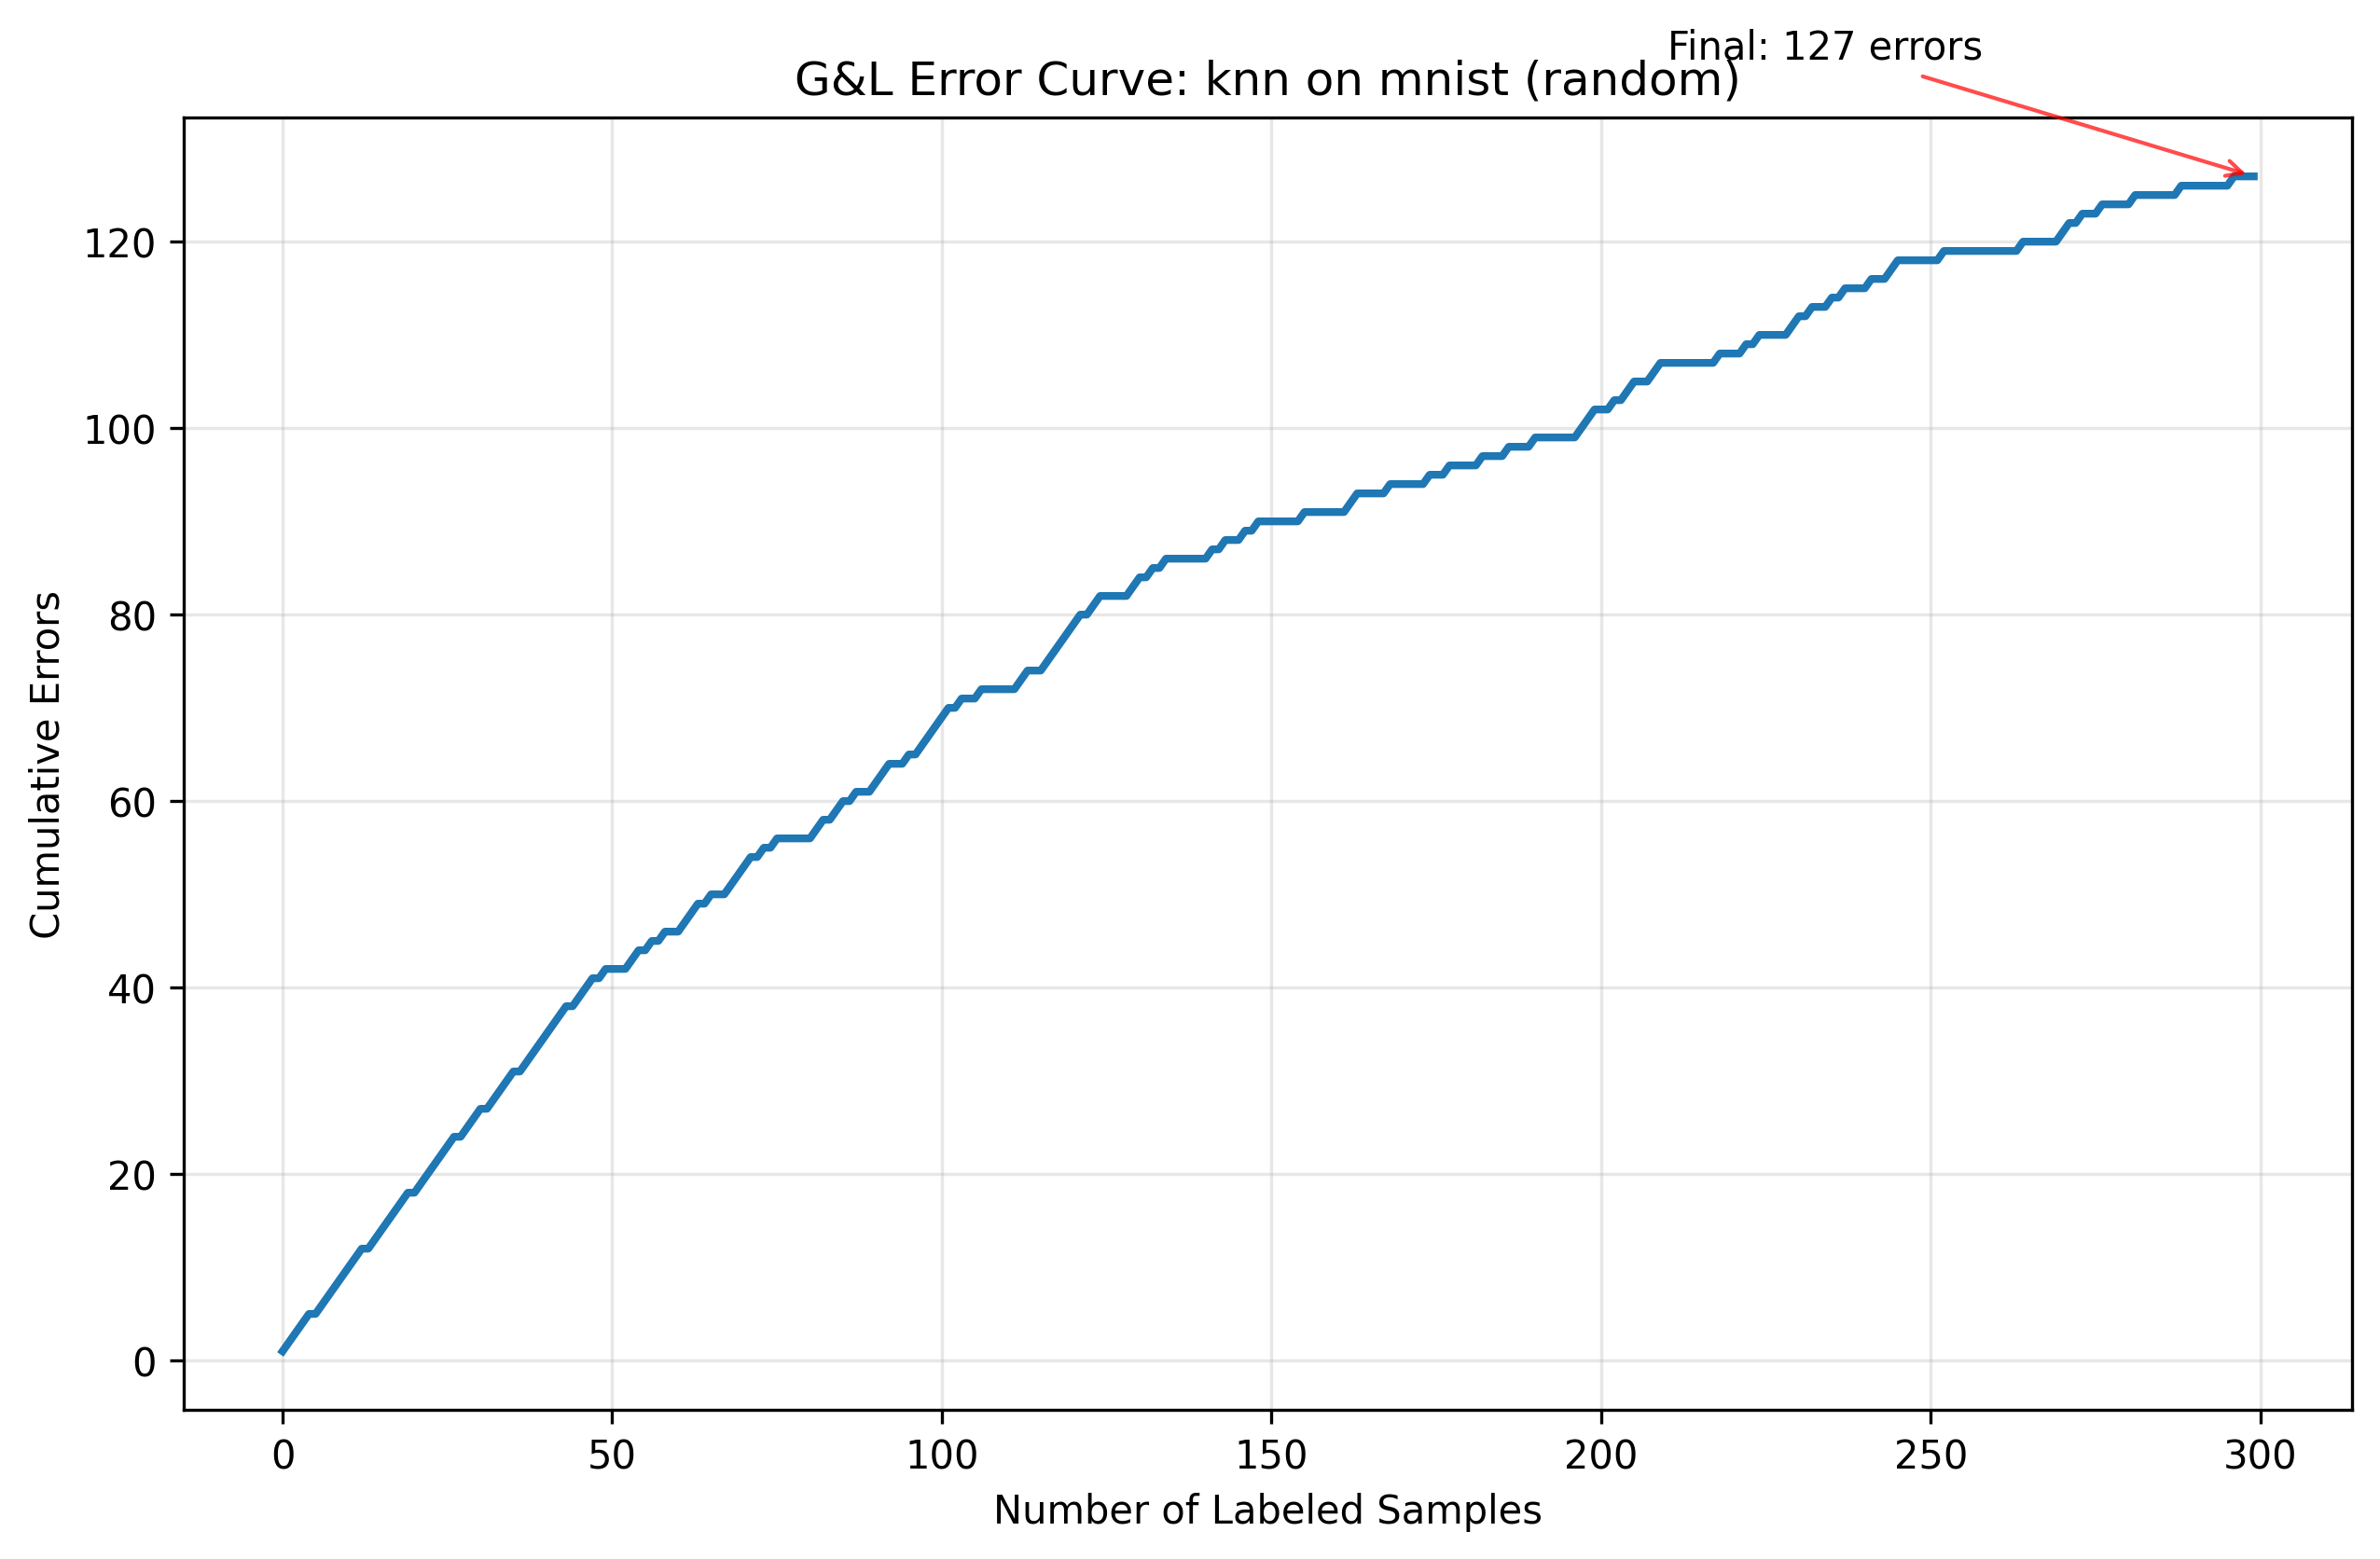 Final: 127 errors
G&L Error Curve: knn on mnist (random)
Cumulative Errors
120
100
80
60
40
20
0
0 50 100 150 200 250 300
Number of Labeled Samples